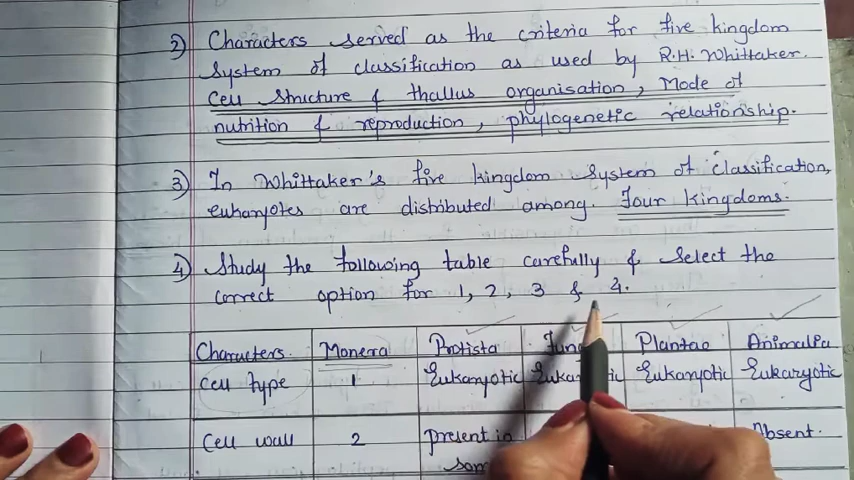 2) Characters served as the criteria for five kingdom
System of classification as used by R.H. Whittaker.
Cell Structure & thallus organisation, Mode of
nutrition & reproduction, phylogenetic relationship.
3) In Whittaker's five kingdom System of classification,
eukaryotes are distributed among. Four kingdoms.
4) Study the following table carefully & select the
correct option for 1, 2, 3 & 4.
Characters. Monera Protista Plantae Animalia
Cell type 1 Eukaryotic Eukaryotic Eukaryotic
Cell wall 2 present in Absent.